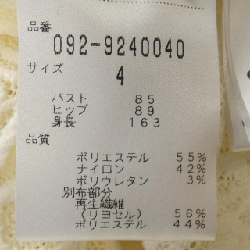 品番
092-9240040
サイズ
4
バスト 85
ヒップ 89
身長 163
品質
ポリエステル 55%
ナイロン 42%
ポリウレタン 3%
別布部分
再生繊維
(リヨセル) 56%
ポリエステル 44%